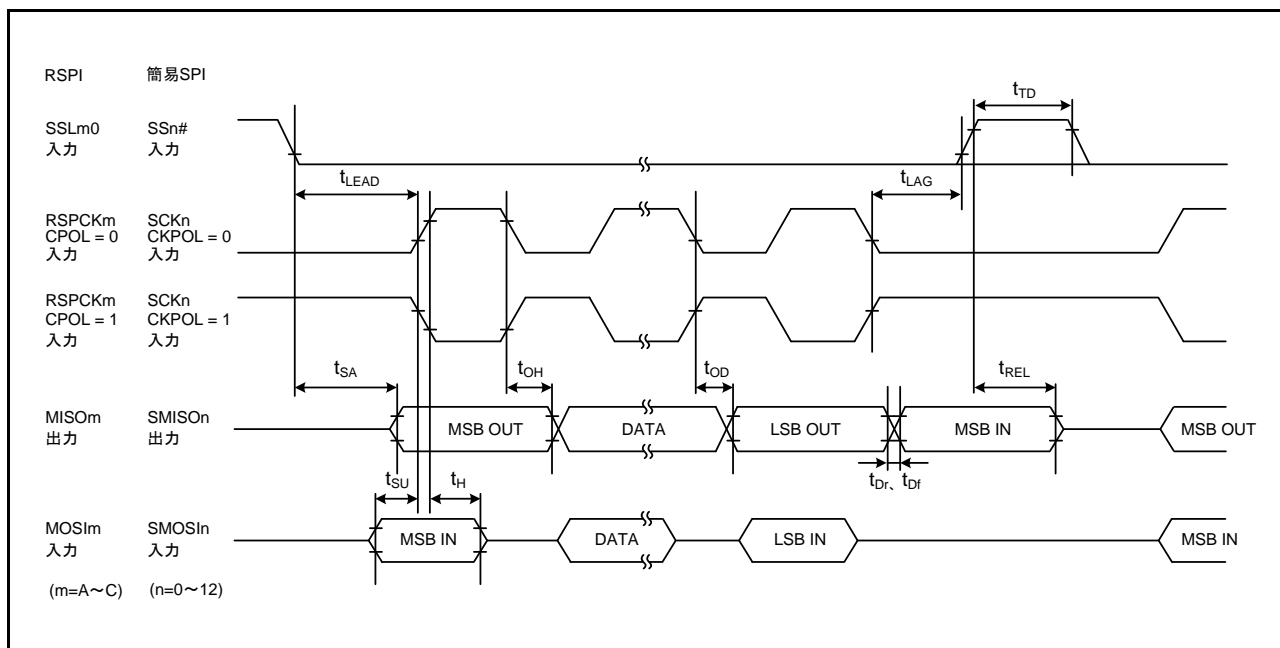 RSPI 簡易SPI
SSLm0 SSn#
入力 入力
tTD
tLEAD
tLAG
RSPCKm SCKn
CPOL = 0 CKPOL = 0
入力 入力
RSPCKm SCKn
CPOL = 1 CKPOL = 1
入力 入力
tSA
tOH
tOD
tREL
MISOm SMISOn
出力 出力
MSB OUT DATA LSB OUT MSB IN MSB OUT
tSU
tH
tDr、tDf
MOSIm SMOSIn
入力 入力
MSB IN DATA LSB IN MSB IN
(m=A～C) (n=0～12)